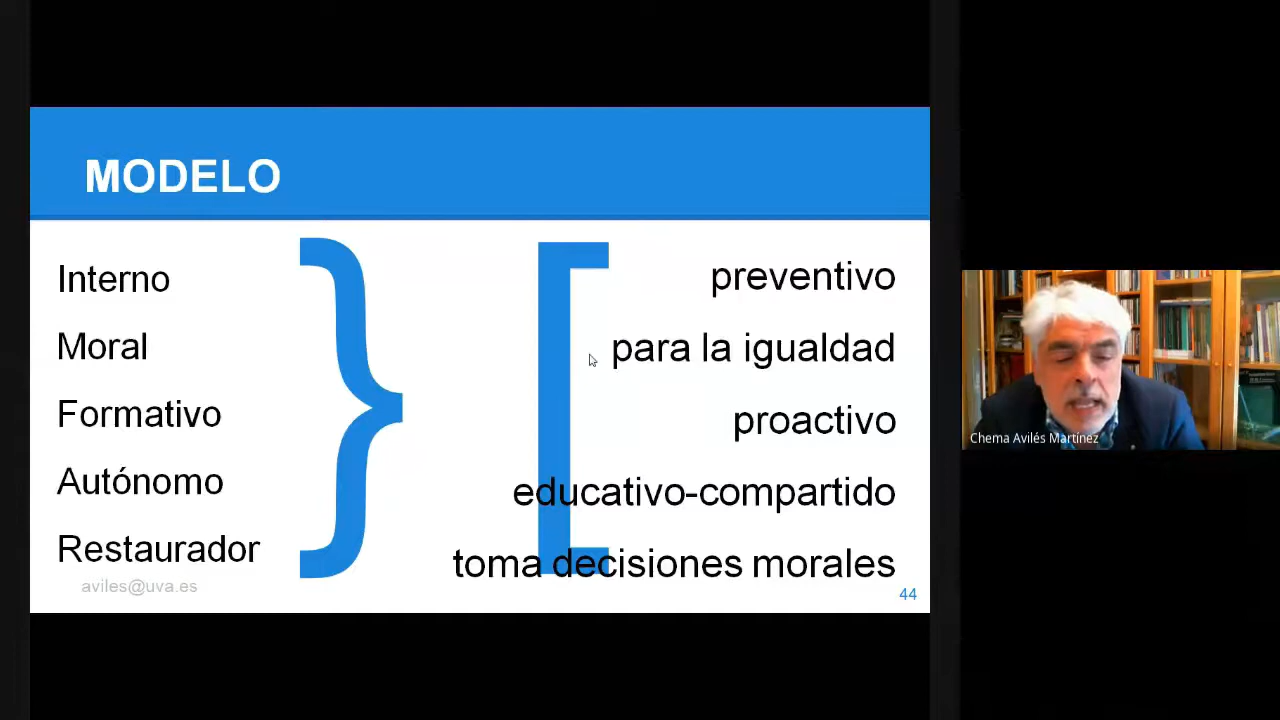 MODELO
Interno
Moral
Formativo
Autónomo
Restaurador
preventivo
para la igualdad
proactivo
educativo-compartido
toma decisiones morales
aviles@uva.es
44
Chema Avilés Martínez